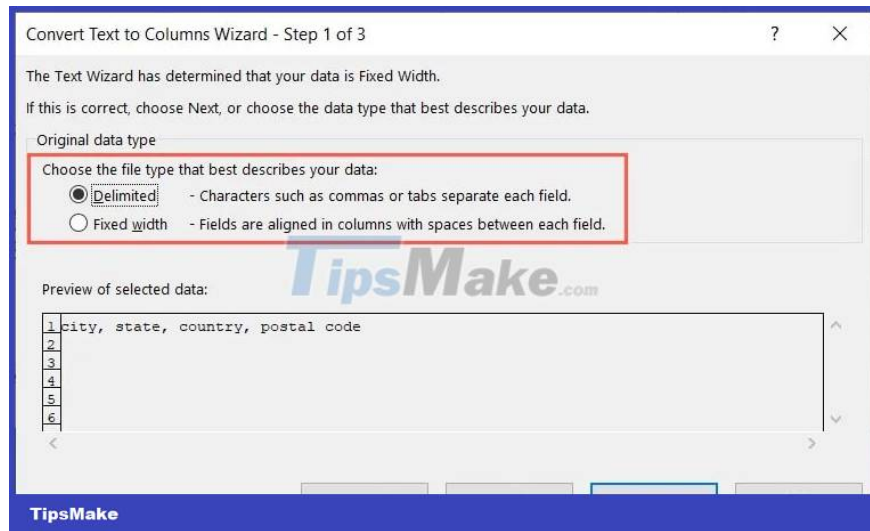 Convert Text to Columns Wizard - Step 1 of 3 ?
The Text Wizard has determined that your data is Fixed Width.
If this is correct, choose Next, or choose the data type that best describes your data.
Original data type
Choose the file type that best describes your data:
Delimited - Characters such as commas or tabs separate each field.
Fixed width - Fields are aligned in columns with spaces between each field.
TipsMake.com
Preview of selected data:
1 city, state, country, postal code
2
3
4
5
6
TipsMake